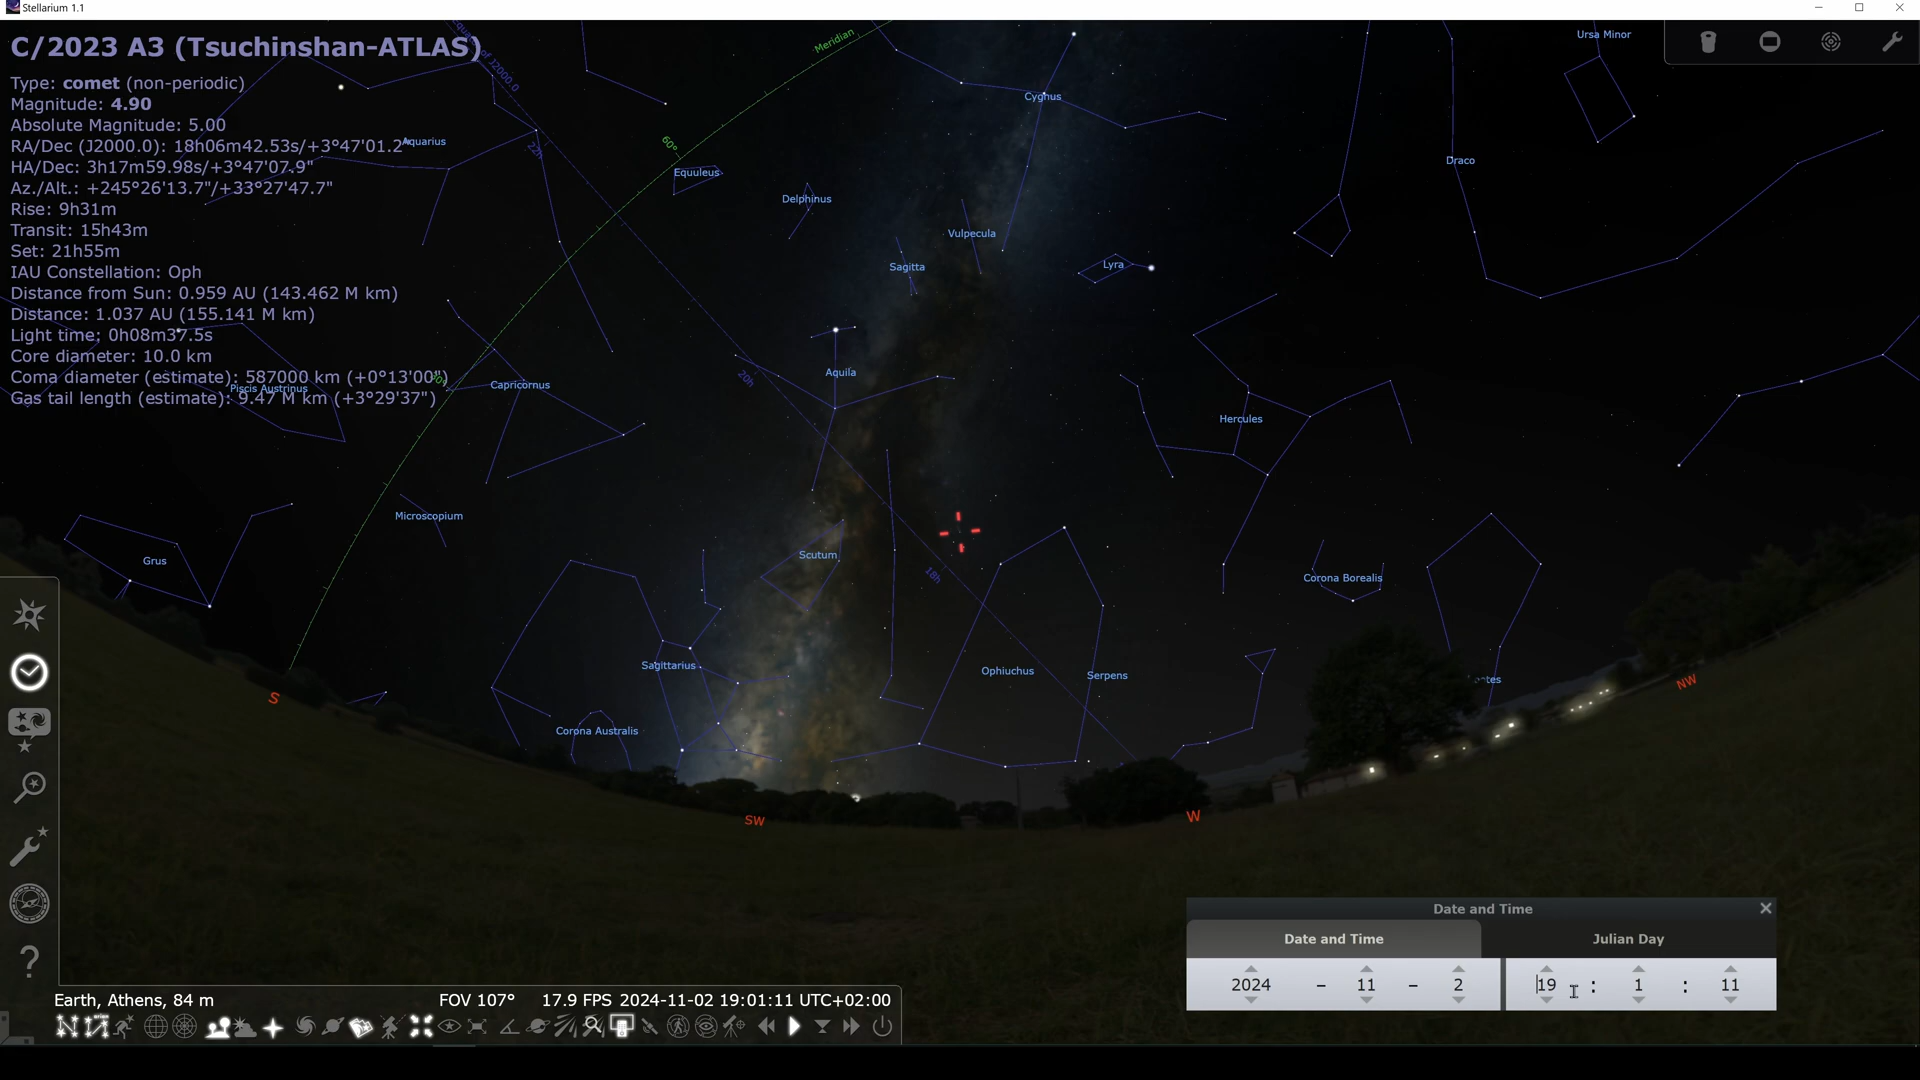 Stellarium 1.1
C/2023 A3 (Tsuchinshan-ATLAS)
Type: comet (non-periodic)
Magnitude: 4.90
Absolute Magnitude: 5.00
RA/Dec (J2000.0): 18h06m42.53s/+3°47'01.2"
HA/Dec: 3h17m59.98s/+3°47'07.9"
Az./Alt.: +245°26'13.7"/+33°27'47.7"
Rise: 9h31m
Transit: 15h43m
Set: 21h55m
IAU Constellation: Oph
Distance from Sun: 0.959 AU (143.462 M km)
Distance: 1.037 AU (155.141 M km)
Light time: 0h08m37.5s
Core diameter: 10.0 km
Coma diameter (estimate): 587000 km (+0°13'00")
Gas tail length (estimate): 9.47 M km (+3°29'37")
Meridian
Ursa Minor
Cygnus
Aquarius
22h
60°
Draco
Equuleus
Delphinus
Vulpecula
Sagitta
Lyra
Aquila
20h
Capricornus
Piscis Austrinus
Hercules
Microscopium
Grus
Scutum
18h
Corona Borealis
Sagittarius
Ophiuchus
Serpens
NW
S
Corona Australis
SW
W
Date and Time
Date and Time
Julian Day
2024 - 11 - 2
19 : 1 : 11
Earth, Athens, 84 m
FOV 107°
17.9 FPS
2024-11-02 19:01:11 UTC+02:00